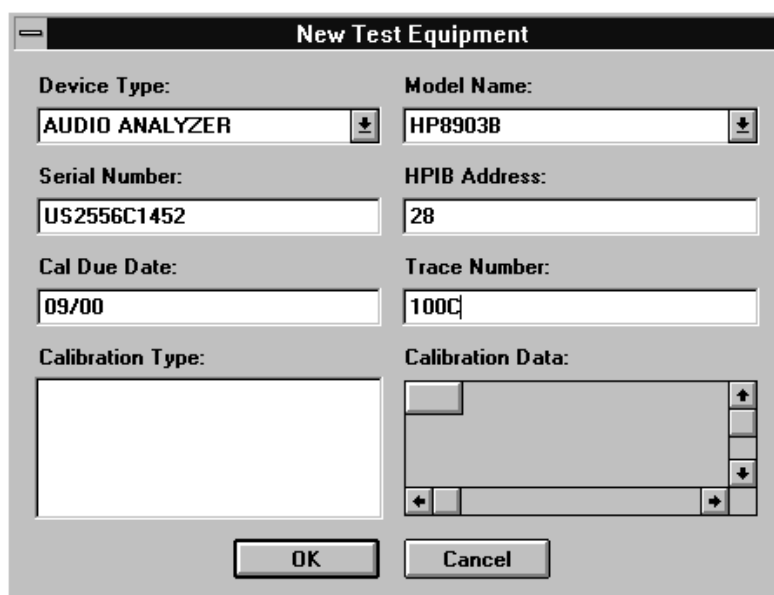 New Test Equipment
Device Type:
Model Name:
AUDIO ANALYZER
HP8903B
Serial Number:
HPIB Address:
US2556C1452
28
Cal Due Date:
Trace Number:
09/00
100C
Calibration Type:
Calibration Data:
OK
Cancel